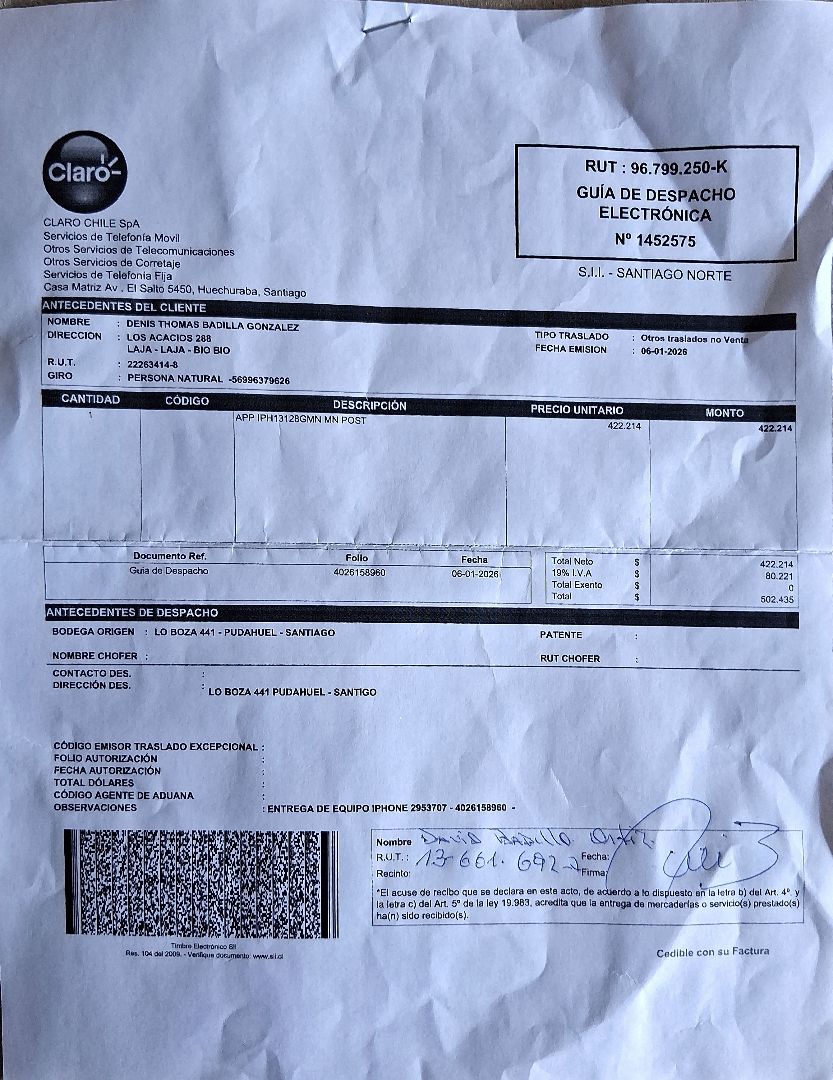 Claro-
CLARO CHILE SpA
Servicios de Telefonía Movil
Otros Servicios de Telecomunicaciones
Otros Servicios de Corretaje
Servicios de Telefonia Fija
Casa Matriz Av . El Salto 5450, Huechuraba, Santiago
RUT : 96.799.250-K
GUÍA DE DESPACHO
ELECTRÓNICA
Nº 1452575
S.I.I. - SANTIAGO NORTE
ANTECEDENTES DEL CLIENTE
NOMBRE : DENIS THOMAS BADILLA GONZALEZ
DIRECCION : LOS ACACIOS 288
LAJA - LAJA - BIO BIO
R.U.T. : 22263414-8
GIRO : PERSONA NATURAL -56996379626
TIPO TRASLADO : Otros traslados no Venta
FECHA EMISION : 06-01-2026
CANTIDAD CÓDIGO DESCRIPCIÓN PRECIO UNITARIO MONTO
1 APP IPH13128GMN MN POST 422.214 422.214
Documento Ref. Folio Fecha
Guia de Despacho 4026158960 06-01-2026
Total Neto $ 422.214
19% I.V.A $ 80.221
Total Exento $ 0
Total $ 502.435
ANTECEDENTES DE DESPACHO
BODEGA ORIGEN : LO BOZA 441 - PUDAHUEL - SANTIAGO PATENTE :
NOMBRE CHOFER : RUT CHOFER :
CONTACTO DES. :
DIRECCIÓN DES. : LO BOZA 441 PUDAHUEL - SANTIGO
CÓDIGO EMISOR TRASLADO EXCEPCIONAL :
FOLIO AUTORIZACIÓN :
FECHA AUTORIZACIÓN :
TOTAL DÓLARES :
CÓDIGO AGENTE DE ADUANA :
OBSERVACIONES : ENTREGA DE EQUIPO IPHONE 2953707 - 4026158960 -
Nombre DAVID BADILLO
R.U.T.: 13-661.692- Fecha:
Recinto: Firma:
"El acuse de recibo que se declara en este acto, de acuerdo a lo dispuesto en la letra b) del Art. 4º y
la letra c) del Art. 5º de la ley 19.983, acredita que la entrega de mercaderías o servicio(s) prestado(s)
ha(n) sido recibido(s).
Timbre Electrónico SII
Res. 104 del 2009. - Verifique documento: www.sii.cl
Cedible con su Factura